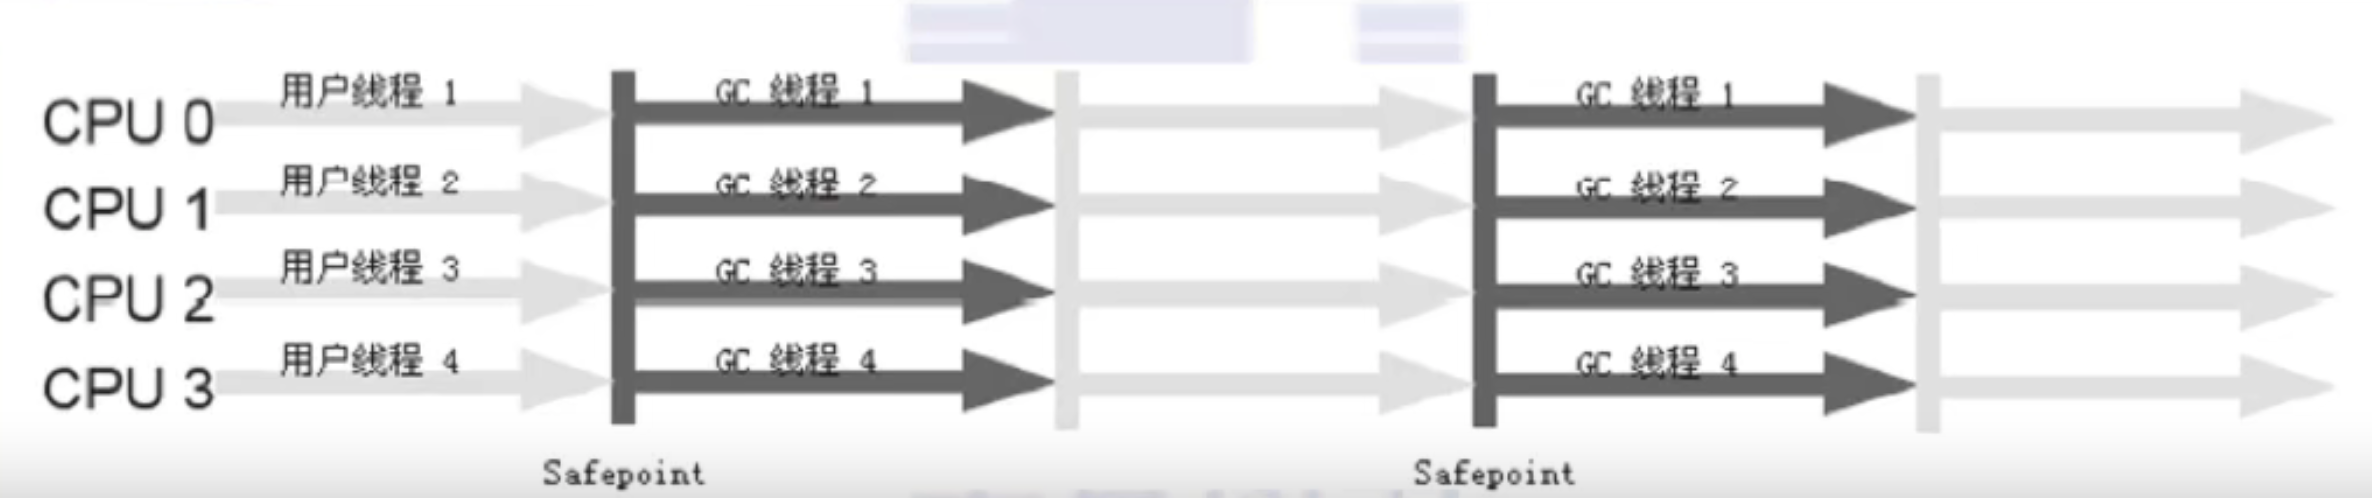 用户线程 1 GC 线程 1 GC 线程 1
CPU 0
用户线程 2 GC 线程 2 GC 线程 2
CPU 1
用户线程 3 GC 线程 3 GC 线程 3
CPU 2
用户线程 4 GC 线程 4 GC 线程 4
CPU 3
Safepoint Safepoint